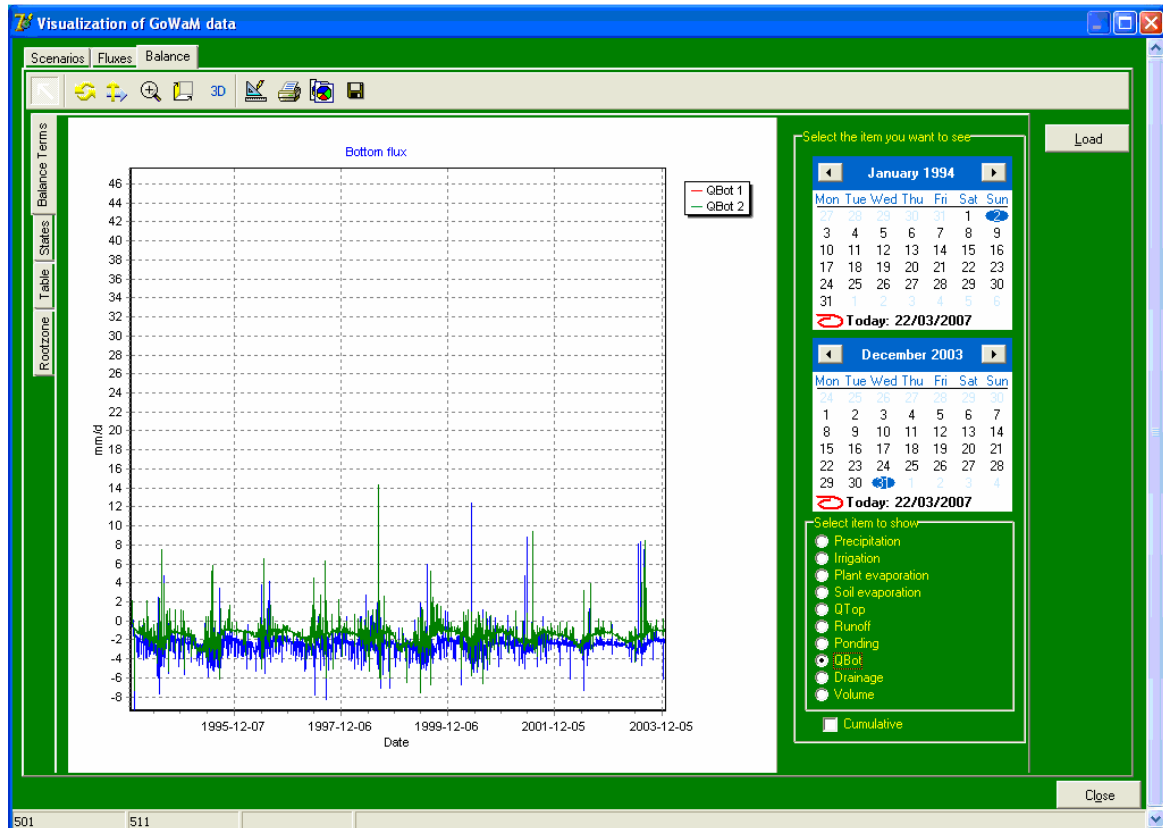 Visualization of GoWaM data
Scenarios Fluxes Balance
3D
Balance Terms
States
Table
Rootzone
Bottom flux
46
44
42
40
38
36
34
32
30
28
26
24
22
20
18
16
14
12
10
8
6
4
2
0
-2
-4
-6
-8
mm/d
1995-12-07 1997-12-06 1999-12-06 2001-12-05 2003-12-05
Date
QBot 1
QBot 2
Select the item you want to see
January 1994
Mon Tue Wed Thu Fri Sat Sun
27 28 29 30 31 1 2
3 4 5 6 7 8 9
10 11 12 13 14 15 16
17 18 19 20 21 22 23
24 25 26 27 28 29 30
31 1 2 3 4 5 6
Today: 22/03/2007
December 2003
Mon Tue Wed Thu Fri Sat Sun
24 25 26 27 28 29 30
1 2 3 4 5 6 7
8 9 10 11 12 13 14
15 16 17 18 19 20 21
22 23 24 25 26 27 28
29 30 31 1 2 3 4
Today: 22/03/2007
Select item to show
Precipitation
Irrigation
Plant evaporation
Soil evaporation
QTop
Runoff
Ponding
QBot
Drainage
Volume
Cumulative
Load
Close
501 511